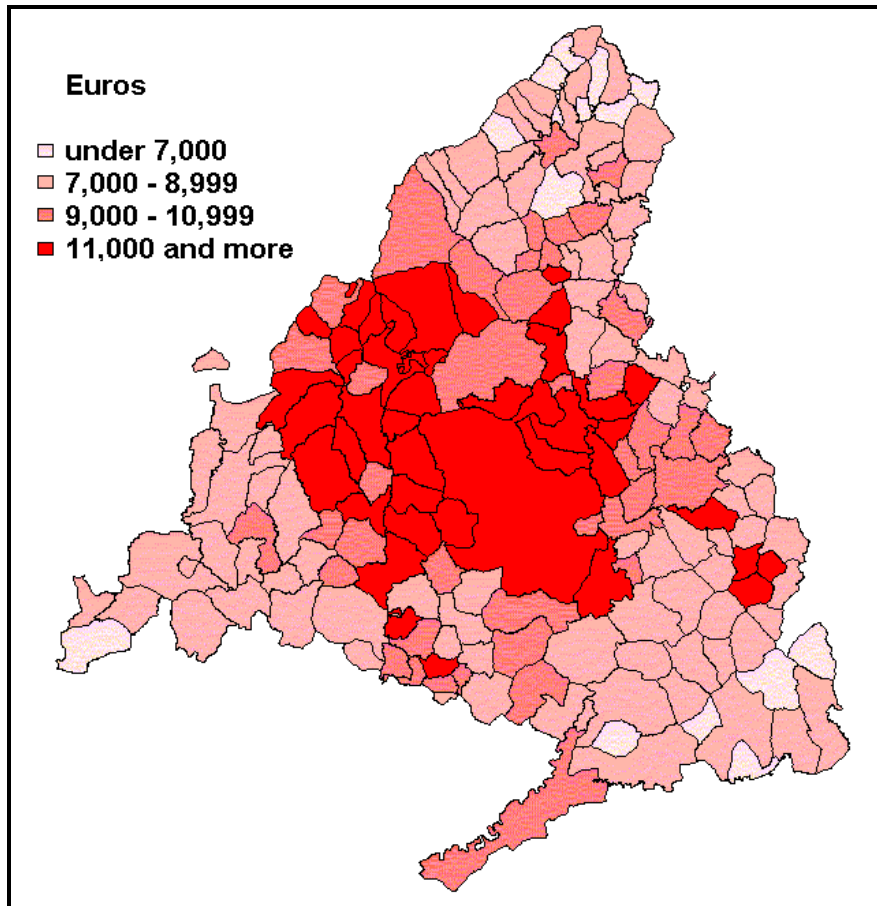 Euros
under 7,000
7,000 - 8,999
9,000 - 10,999
11,000 and more